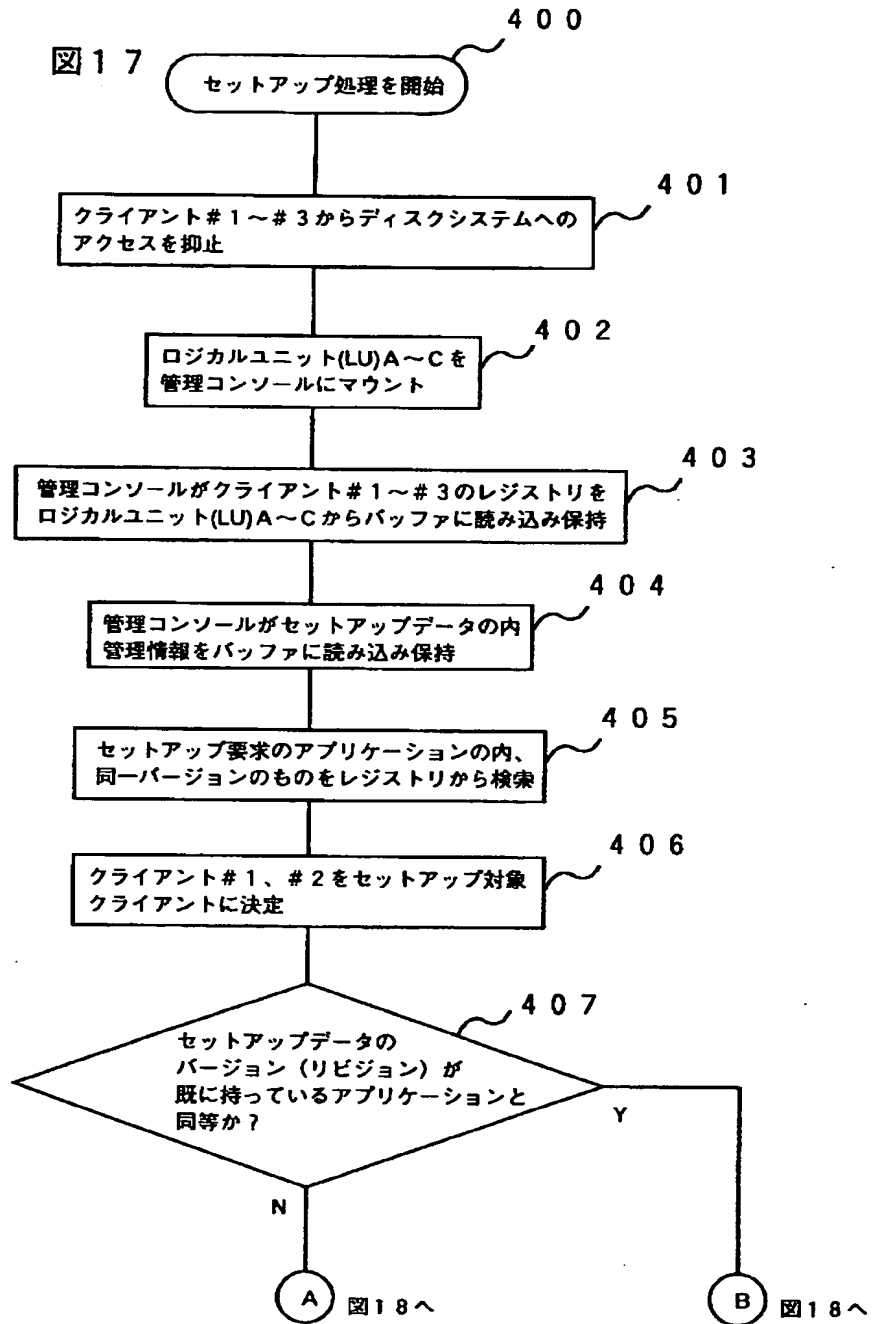 図17
400
セットアップ処理を開始
401
クライアント#1~#3からディスクシステムへの
アクセスを抑止
402
ロジカルユニット(LU)A~Cを
管理コンソールにマウント
403
管理コンソールがクライアント#1~#3のレジストリを
ロジカルユニット(LU)A~Cからバッファに読み込み保持
404
管理コンソールがセットアップデータの内
管理情報をバッファに読み込み保持
405
セットアップ要求のアプリケーションの内、
同一バージョンのものをレジストリから検索
406
クライアント#1、#2をセットアップ対象
クライアントに決定
407
セットアップデータの
バージョン(リビジョン)が
既に持っているアプリケーションと
同等か?
Y
N
A 図18へ
B 図18へ